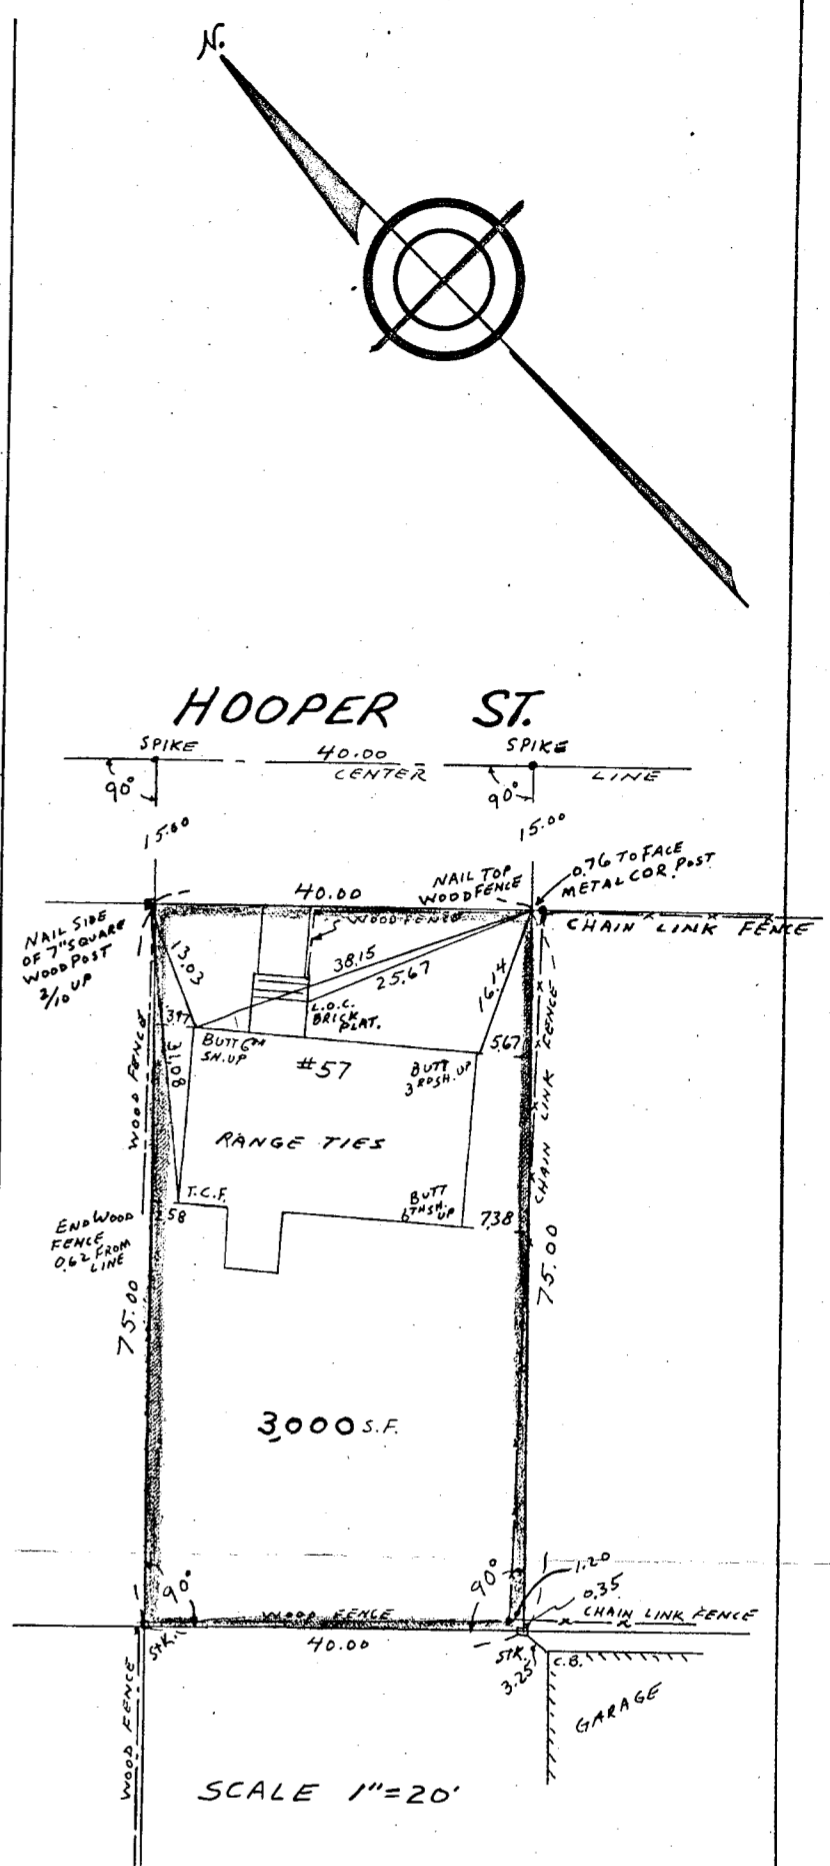 N.
HOOPER ST.
SPIKE
40.00
SPIKE
CENTER
LINE
90°
90°
15.00
15.00
0.76 TO FACE
METAL COR. POST
NAIL TOP
WOOD FENCE
40.00
NAIL SIDE
OF 7" SQUARE
WOOD POST
2/10 UP
WOOD FENCE
CHAIN LINK FENCE
13.03
38.15
25.67
16.14
L.O.C.
BRICK
PLAT.
3.97
BUTT 6TH
SH. UP
5.67
31.08
#57
BUTT
3RD SH. UP
WOOD FENCE
CHAIN LINK FENCE
RANGE TIES
T.C.F.
BUTT
6TH SH. UP
.58
7.38
END WOOD
FENCE
0.62 FROM
LINE
75.00
75.00
3,000 S.F.
90°
90°
1.20
0.35
WOOD FENCE
CHAIN LINK FENCE
STK.
40.00
STK.
3.25
C.B.
GARAGE
WOOD FENCE
SCALE 1"=20'